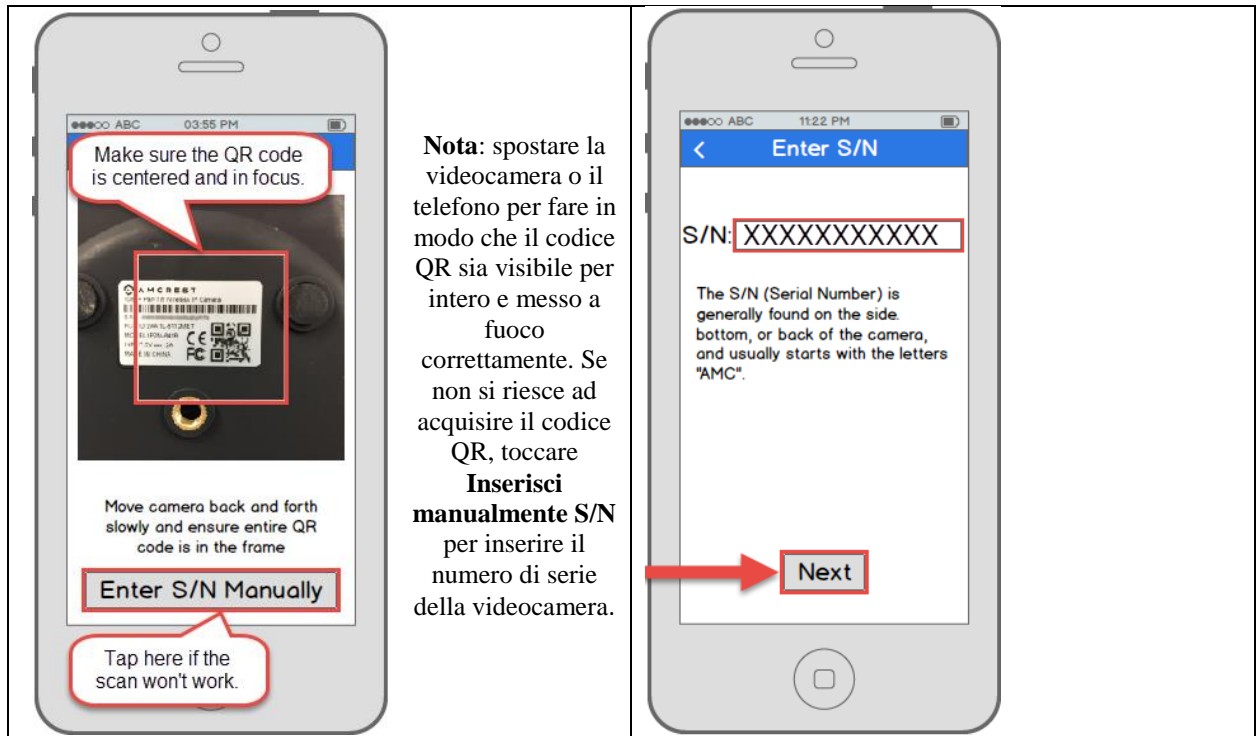 ABC 03:55 PM
Make sure the QR code
is centered and in focus.
AMCREST
MADE IN CHINA
CE
FC
Move camera back and forth
slowly and ensure entire QR
code is in the frame
Enter S/N Manually
Tap here if the
scan won't work.
Nota: spostare la
videocamera o il
telefono per fare in
modo che il codice
QR sia visibile per
intero e messo a
fuoco
correttamente. Se
non si riesce ad
acquisire il codice
QR, toccare
Inserisci
manualmente S/N
per inserire il
numero di serie
della videocamera.
ABC 11:22 PM
< Enter S/N
S/N: XXXXXXXXXXX
The S/N (Serial Number) is
generally found on the side.
bottom, or back of the camera,
and usually starts with the letters
"AMC".
Next